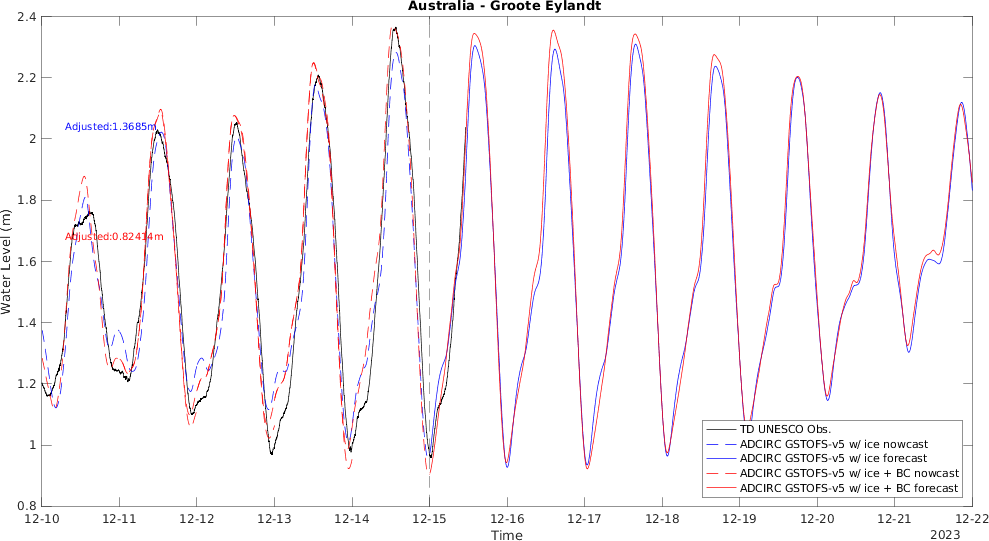 Australia - Groote Eylandt
2.4
2.2
2
1.8
1.6
1.4
1.2
1
0.8
Water Level (m)
Adjusted:1.3685m
Adjusted:0.82414m
TD UNESCO Obs.
ADCIRC GSTOFS-v5 w/ ice nowcast
ADCIRC GSTOFS-v5 w/ ice forecast
ADCIRC GSTOFS-v5 w/ ice + BC nowcast
ADCIRC GSTOFS-v5 w/ ice + BC forecast
12-10 12-11 12-12 12-13 12-14 12-15 12-16 12-17 12-18 12-19 12-20 12-21 12-22
Time
2023